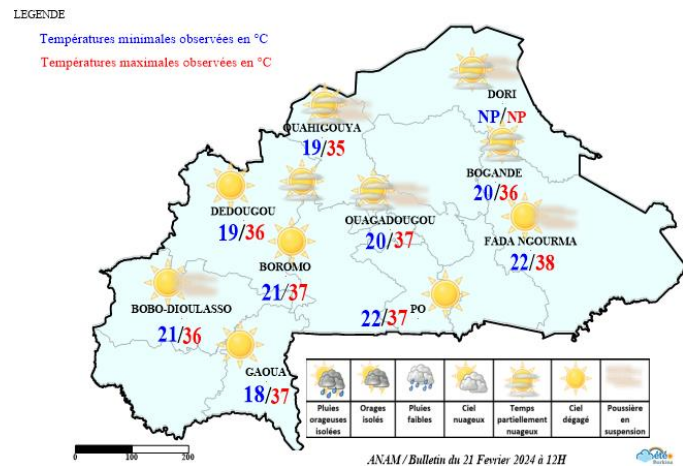 LEGENDE
Températures minimales observées en °C
Températures maximales observées en °C
DORI
NP/NP
OUAHIGOUYA
19/35
BOGANDE
20/36
DEDOUGOU
19/36
OUAGADOUGOU
20/37
FADA NGOURMA
22/38
BOROMO
21/37
BOBO-DIOULASSO
21/36
PO
22/37
GAOUA
18/37
Pluies orageuses isolées
Orages isolés
Pluies faibles
Ciel nuageux
Temps partiellement nuageux
Ciel dégagé
Poussière en suspension
0 100 200
ANAM / Bulletin du 21 Fevrier 2024 à 12H